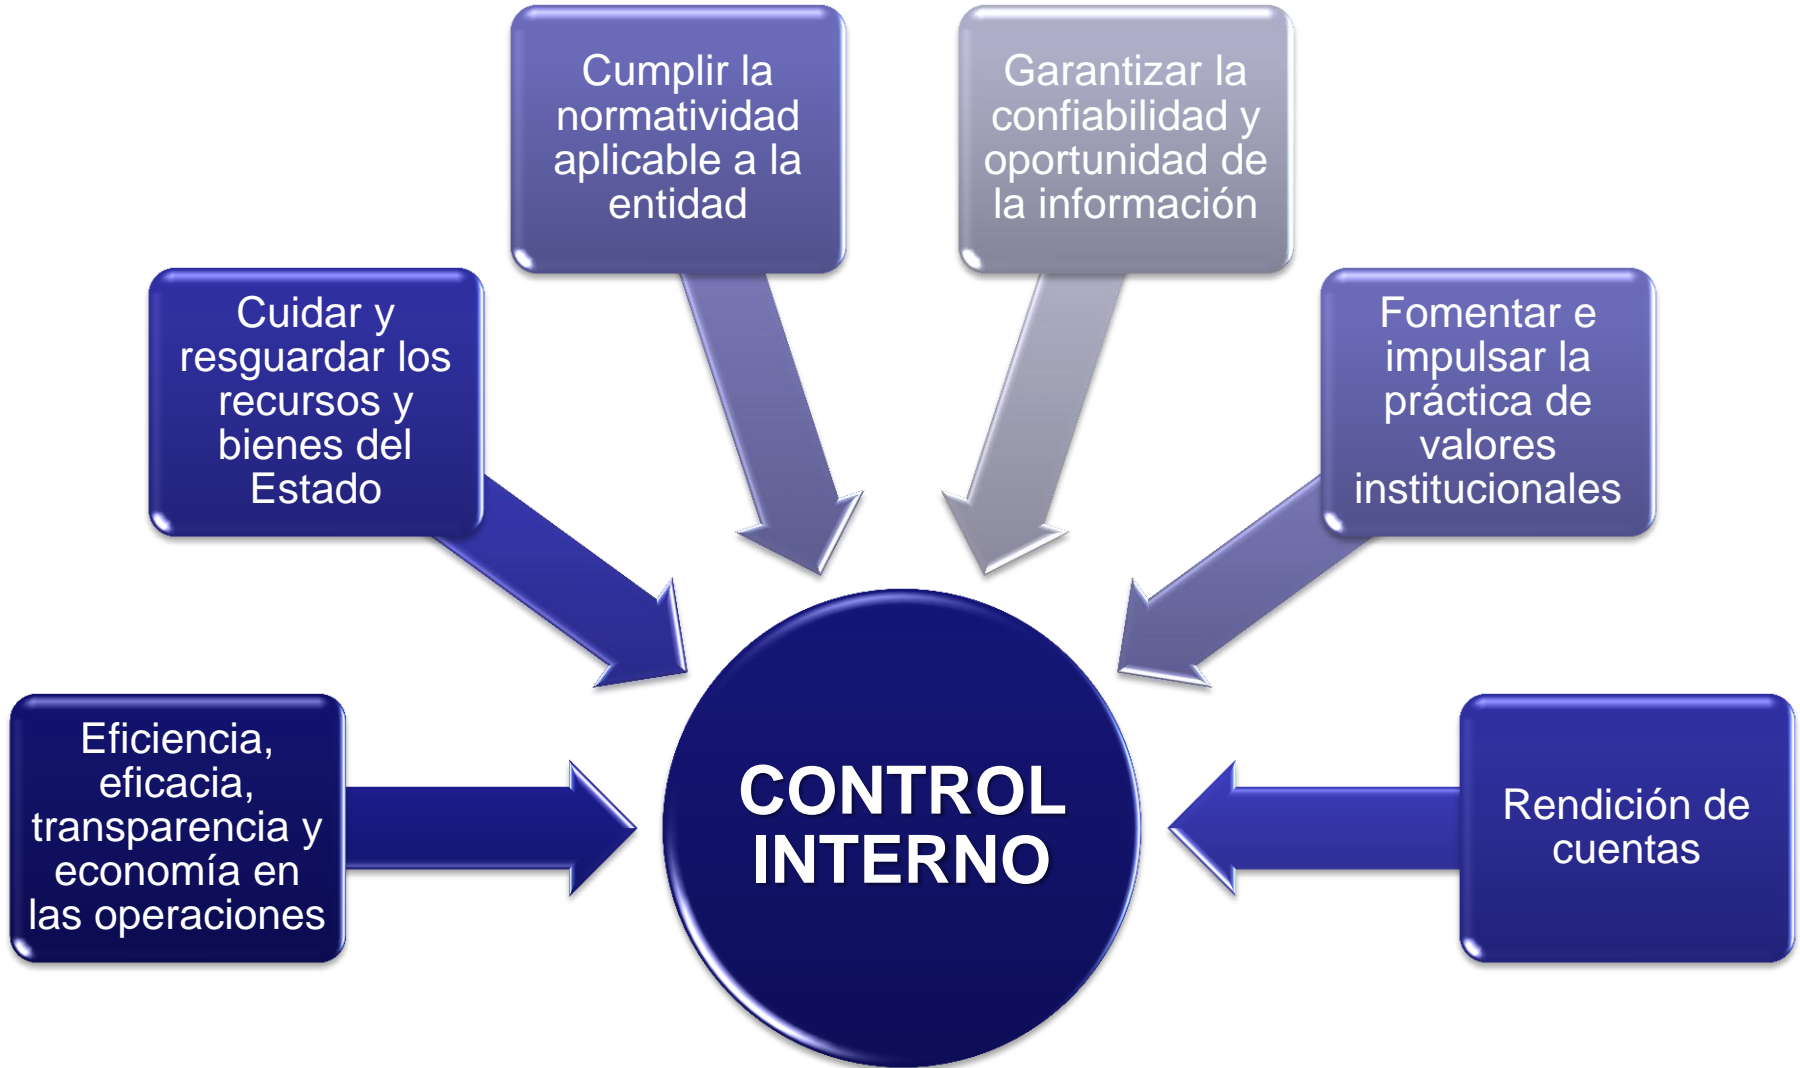 Cumplir la
normatividad
aplicable a la
entidad
Garantizar la
confiabilidad y
oportunidad de
la información
Cuidar y
resguardar los
recursos y
bienes del
Estado
Fomentar e
impulsar la
práctica de
valores
institucionales
Eficiencia,
eficacia,
transparencia y
economía en
las operaciones
CONTROL
INTERNO
Rendición de
cuentas